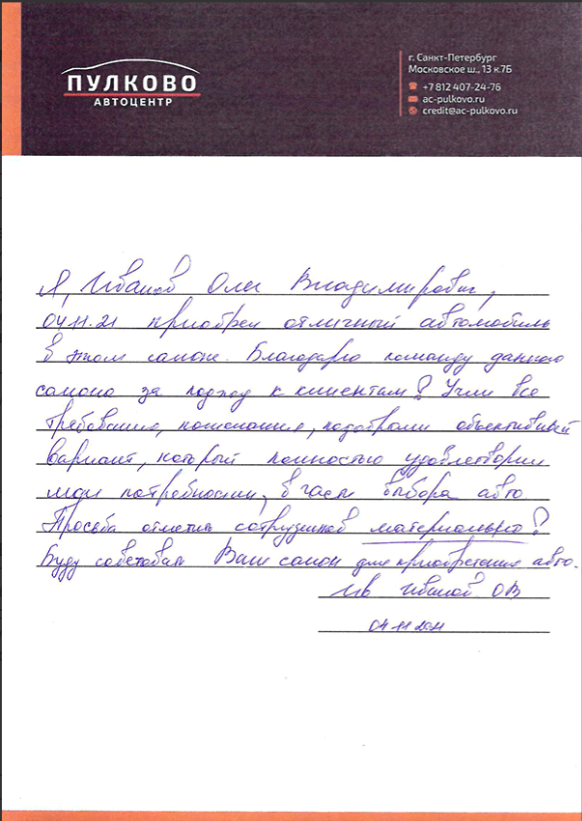 ПУЛКОВО
АВТОЦЕНТР
г. Санкт-Петербург
Московское ш., 13 к.7Б
+7 812 407-24-76
ac-pulkovo.ru
credit@ac-pulkovo.ru
Я, Иванов Олег Владимирович,
04.11.21 приобрел отличный автомобиль
в этом салоне. Благодарю команду данного
салона за подход к клиентам! Учли все
требования, пожелания, подобрали объективный
вариант, который полностью удовлетворил
мои потребности, в части выбора авто
Просьба отметить сотрудников материально!
Буду советовать Ваш салон для приобретения авто.
Иванов ОВ
04 11 2021